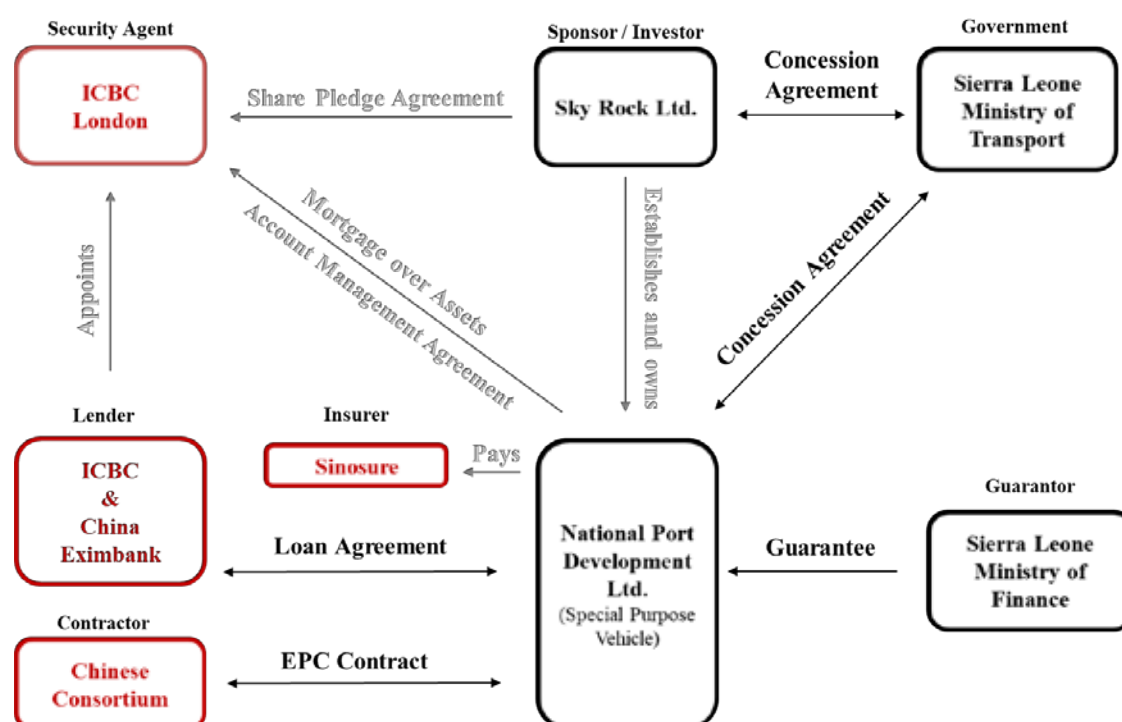 Security Agent
Sponsor / Investor
Government
ICBC
London
Share Pledge Agreement
Sky Rock Ltd.
Concession
Agreement
Sierra Leone
Ministry of
Transport
Appoints
Mortgage over Assets
Account Management Agreement
Establishes and owns
Concession Agreement
Lender
Insurer
Guarantor
ICBC
&
China
Eximbank
Sinosure
Pays
Loan Agreement
National Port
Development
Ltd.
(Special Purpose
Vehicle)
Guarantee
Sierra Leone
Ministry of
Finance
Contractor
Chinese
Consortium
EPC Contract